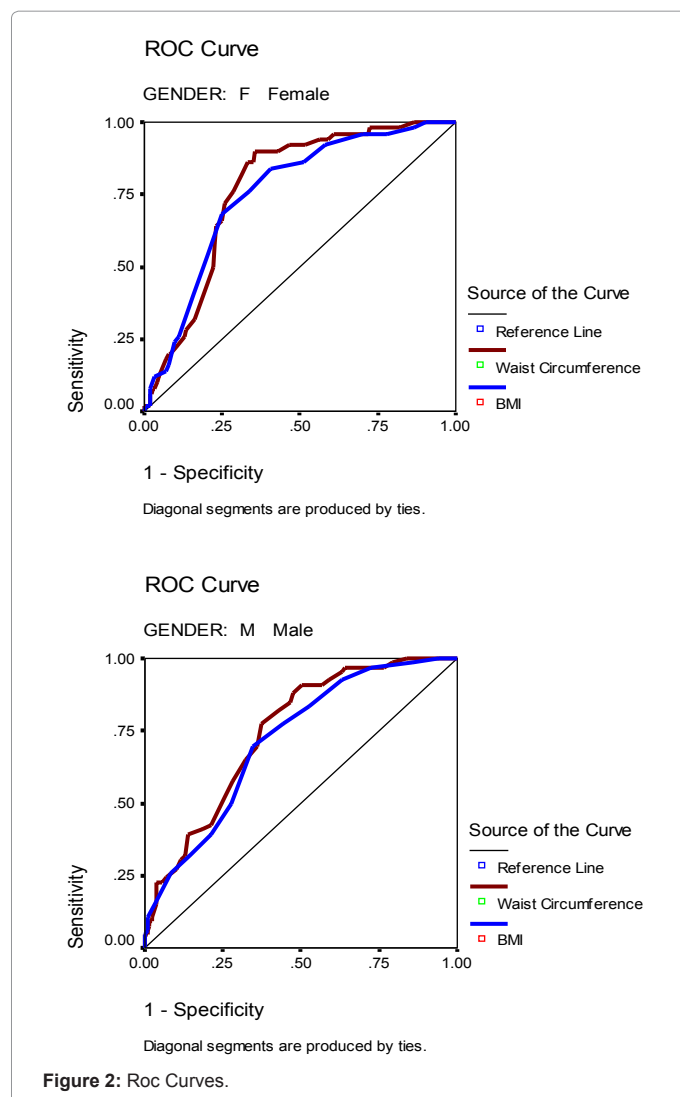 ROC Curve
GENDER: F Female
1.00
.75
.50
.25
0.00
Sensitivity
0.00 .25 .50 .75 1.00
1 - Specificity
Diagonal segments are produced by ties.
Source of the Curve
Reference Line
Waist Circumference
BMI
ROC Curve
GENDER: M Male
1.00
.75
.50
.25
0.00
Sensitivity
0.00 .25 .50 .75 1.00
1 - Specificity
Diagonal segments are produced by ties.
Source of the Curve
Reference Line
Waist Circumference
BMI
Figure 2: Roc Curves.